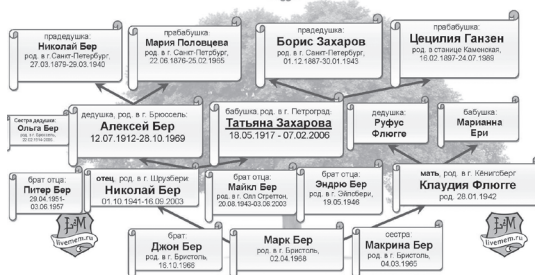 прадедушка:
Николай Бер
род. в г. Санкт-Петербург,
27.03.1879-29.03.1940
прабабушка:
Мария Половцева
род. в г. Санкт-Петрбург,
22.06.1876-25.02.1965
прадедушка:
Борис Захаров
род. в г. Санкт-Петербург,
01.12.1887-30.01.1943
прабабушка:
Цецилия Ганзен
род. в станице Каменская,
16.02.1897-24.07.1989
Сестра дедушки:
Ольга Бер
род. в г. Брюссель,
дедушка, род. в г. Брюссель:
Алексей Бер
12.07.1912-28.10.1969
бабушка, род. в г. Петроград:
Татьяна Захарова
18.05.1917 - 07.02.2006
дедушка:
Руфус
Флюгге
бабушка:
Марианна
Ери
брат отца:
Питер Бер
29.04.1951-
03.06.1957
отец, род. в г. Шрузбери
Николай Бер
01.10.1941-16.09.2003
брат отца:
Майкл Бер
род. в г. Олл Стреттон,
20.08.1943-03.06.2003
брат отца:
Эндрю Бер
род. в г. Эйлсбери,
19.05.1946
мать, род. в г. Кёнигсберг
Клаудия Флюгге
род. 28.01.1942
L&M
livemem.ru
брат:
Джон Бер
род. в г. Бристоль,
16.10.1966
Марк Бер
род. в г. Бристоль,
02.04.1968
сестра:
Макрина Бер
род. в г. Бристоль,
04.03.1965
L&M
livemem.ru